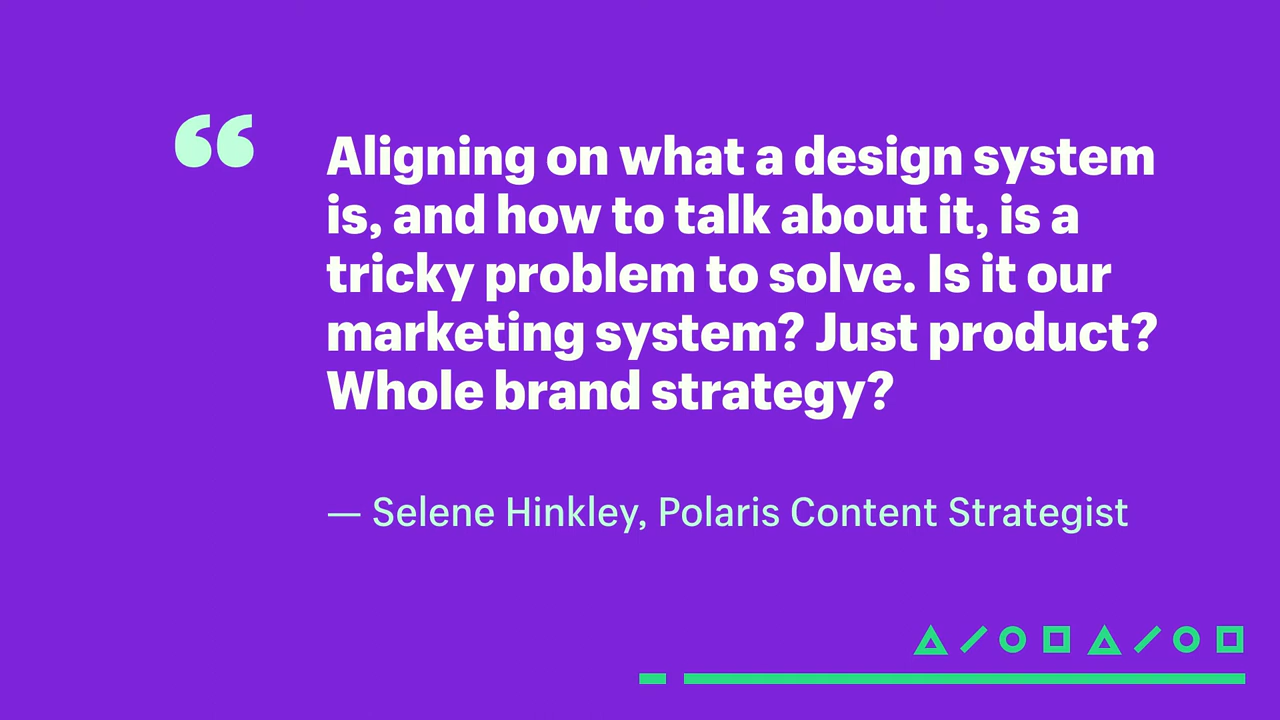 “ Aligning on what a design system
is, and how to talk about it, is a
tricky problem to solve. Is it our
marketing system? Just product?
Whole brand strategy?
— Selene Hinkley, Polaris Content Strategist